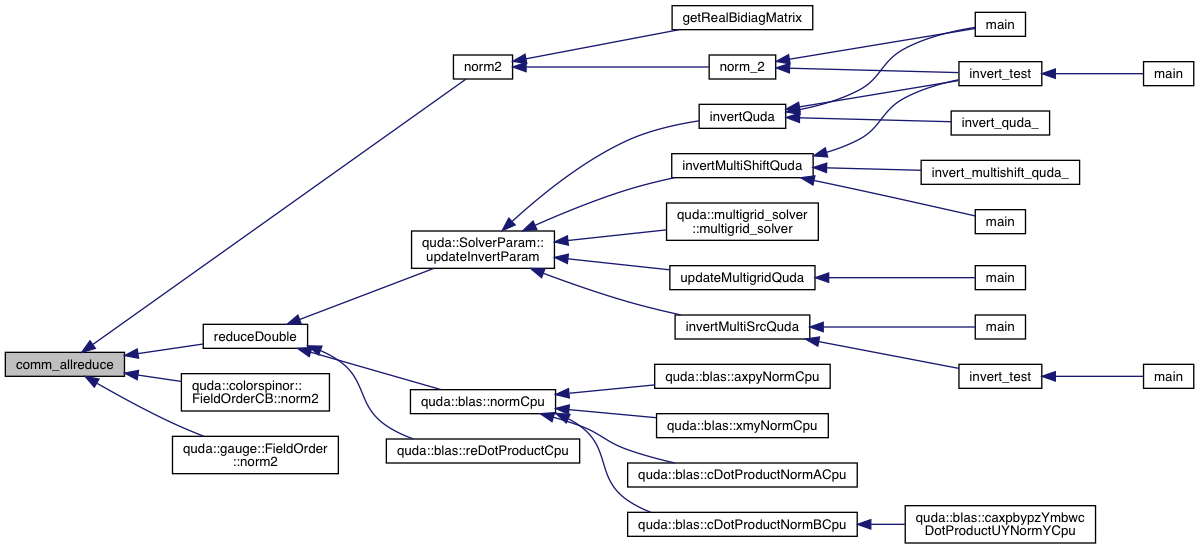 getRealBidiagMatrix
main
norm2
norm_2
invert_test
main
invertQuda
invert_quda_
invertMultiShiftQuda
invert_multishift_quda_
quda::multigrid_solver
::multigrid_solver
main
quda::SolverParam::
updateInvertParam
updateMultigridQuda
main
invertMultiSrcQuda
main
reduceDouble
comm_allreduce
invert_test
main
quda::colorspinor::
FieldOrderCB::norm2
quda::blas::axpyNormCpu
quda::blas::normCpu
quda::blas::xmyNormCpu
quda::gauge::FieldOrder
::norm2
quda::blas::reDotProductCpu
quda::blas::cDotProductNormACpu
quda::blas::cDotProductNormBCpu
quda::blas::caxpbypzYmbwc
DotProductUYNormYCpu